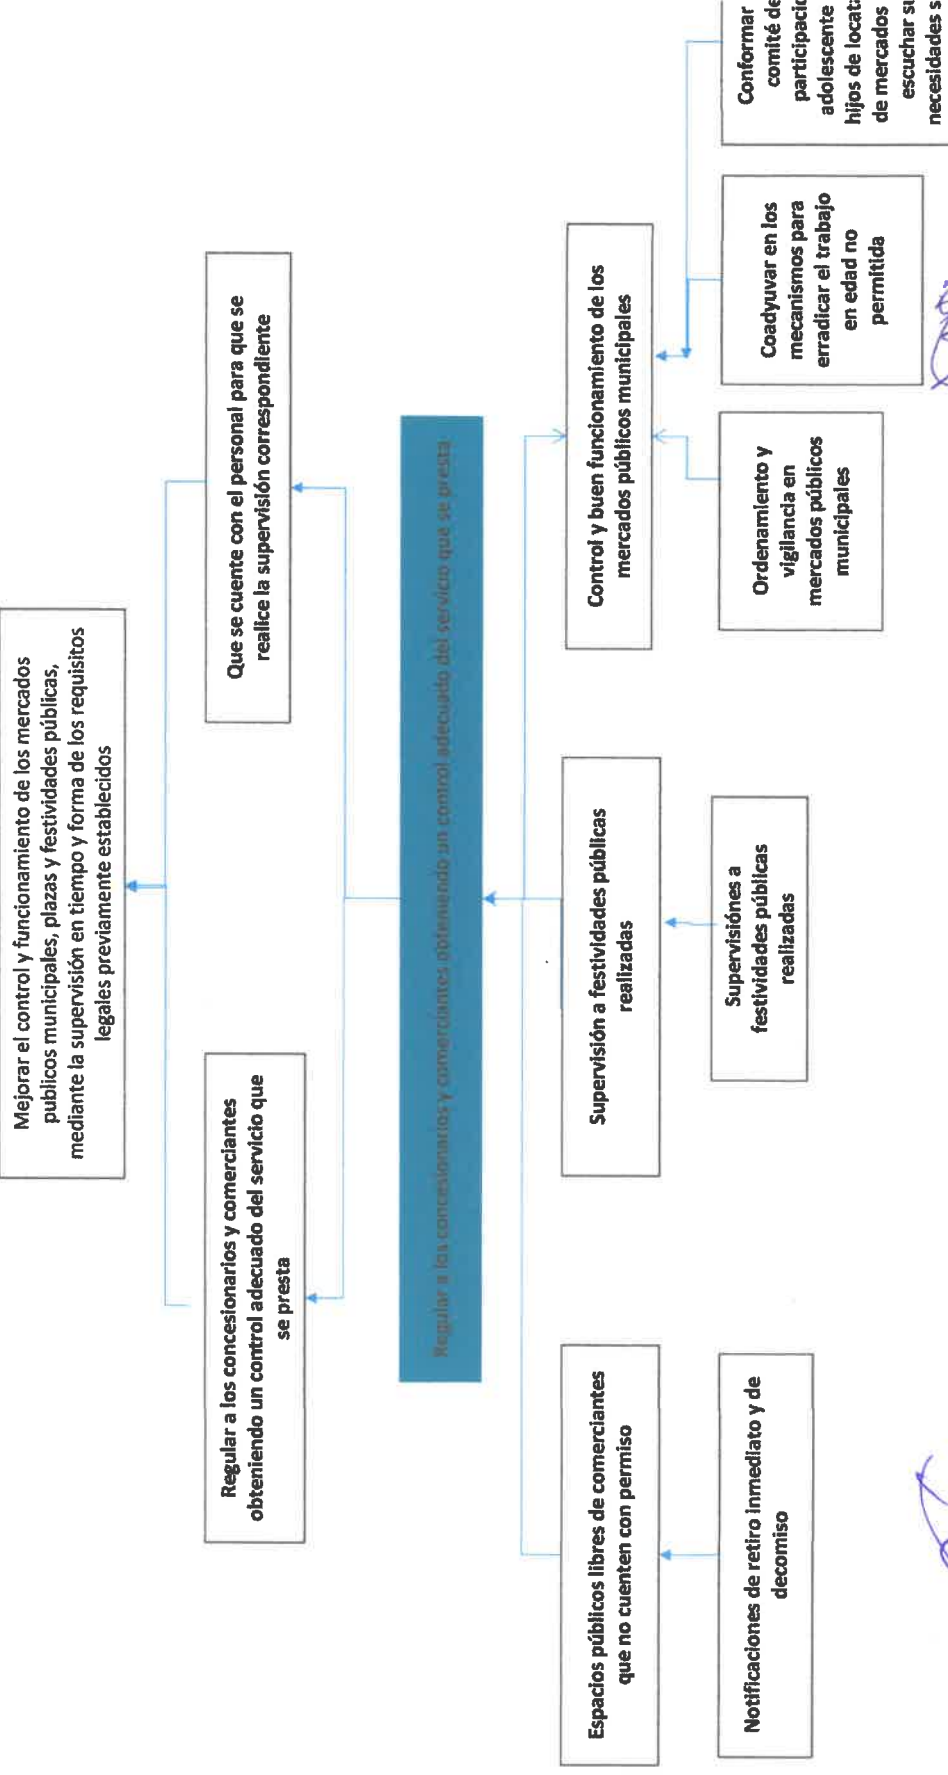 Mejorar el control y funcionamiento de los mercados
publicos municipales, plazas y festividades públicas,
mediante la supervisión en tiempo y forma de los requisitos
legales previamente establecidos
Regular a los concesionarios y comerciantes
obteniendo un control adecuado del servicio que
se presta
Que se cuente con el personal para que se
realice la supervisión correspondiente
Regular a los concesionarios y comerciantes obteniendo un control adecuado del servicio que se presta
Espacios públicos libres de comerciantes
que no cuenten con permiso
Supervisión a festividades públicas
realizadas
Control y buen funcionamiento de los
mercados públicos municipales
Notificaciones de retiro inmediato y de
decomiso
Supervisiónes a
festividades públicas
realizadas
Ordenamiento y
vigilancia en
mercados públicos
municipales
Coadyuvar en los
mecanismos para
erradicar el trabajo
en edad no
permitida
Conformar
comité de
adolescente
hijos de
de mercados
escuchar
necesidades